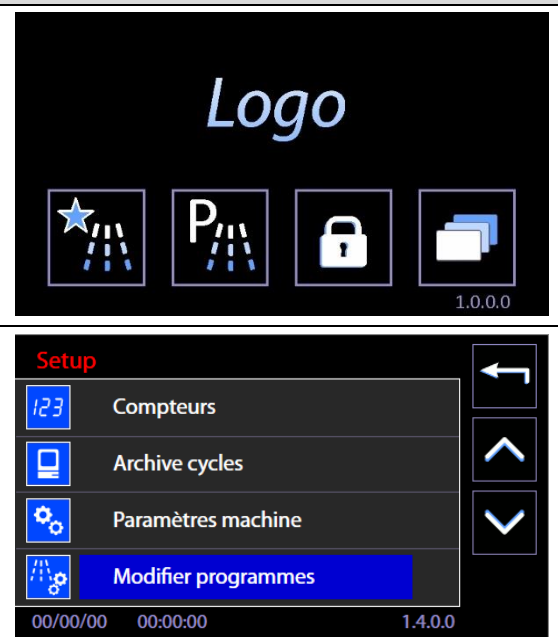 Logo
P
1.0.0.0
Setup
123 Compteurs
Archive cycles
Paramètres machine
Modifier programmes
00/00/00 00:00:00 1.4.0.0